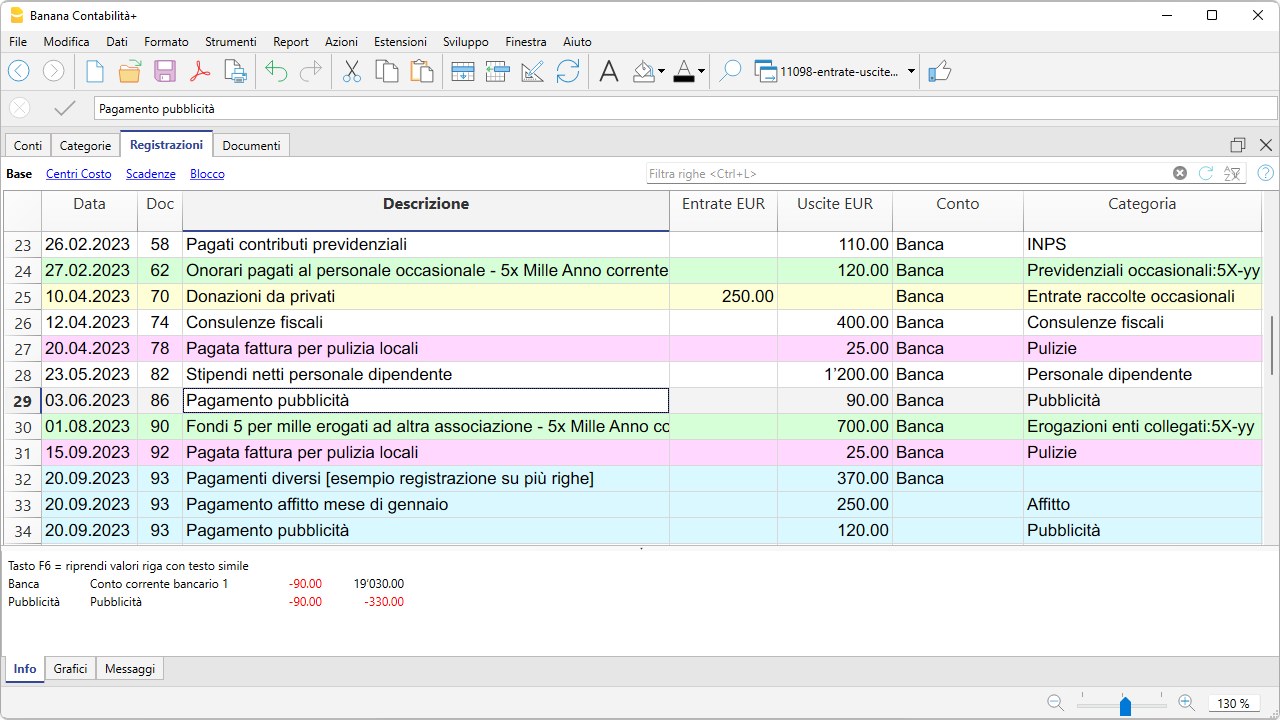 Banana Contabilità+
File Modifica Dati Formato Strumenti Report Azioni Estensioni Sviluppo Finestra Aiuto
11098-entrate-uscite...
Pagamento pubblicità
Conti Categorie Registrazioni Documenti
Base Centri Costo Scadenze Blocco Filtra righe <Ctrl+L>
Data Doc Descrizione Entrate EUR Uscite EUR Conto Categoria
23 26.02.2023 58 Pagati contributi previdenziali 110.00 Banca INPS
24 27.02.2023 62 Onorari pagati al personale occasionale - 5x Mille Anno corrente 120.00 Banca Previdenziali occasionali:5X-yy
25 10.04.2023 70 Donazioni da privati 250.00 Banca Entrate raccolte occasionali
26 12.04.2023 74 Consulenze fiscali 400.00 Banca Consulenze fiscali
27 20.04.2023 78 Pagata fattura per pulizia locali 25.00 Banca Pulizie
28 23.05.2023 82 Stipendi netti personale dipendente 1’200.00 Banca Personale dipendente
29 03.06.2023 86 Pagamento pubblicità 90.00 Banca Pubblicità
30 01.08.2023 90 Fondi 5 per mille erogati ad altra associazione - 5x Mille Anno co 700.00 Banca Erogazioni enti collegati:5X-yy
31 15.09.2023 92 Pagata fattura per pulizia locali 25.00 Banca Pulizie
32 20.09.2023 93 Pagamenti diversi [esempio registrazione su più righe] 370.00 Banca
33 20.09.2023 93 Pagamento affitto mese di gennaio 250.00 Affitto
34 20.09.2023 93 Pagamento pubblicità 120.00 Pubblicità
Tasto F6 = riprendi valori riga con testo simile
Banca Conto corrente bancario 1 -90.00 19’030.00
Pubblicità Pubblicità -90.00 -330.00
Info Grafici Messaggi
130 %